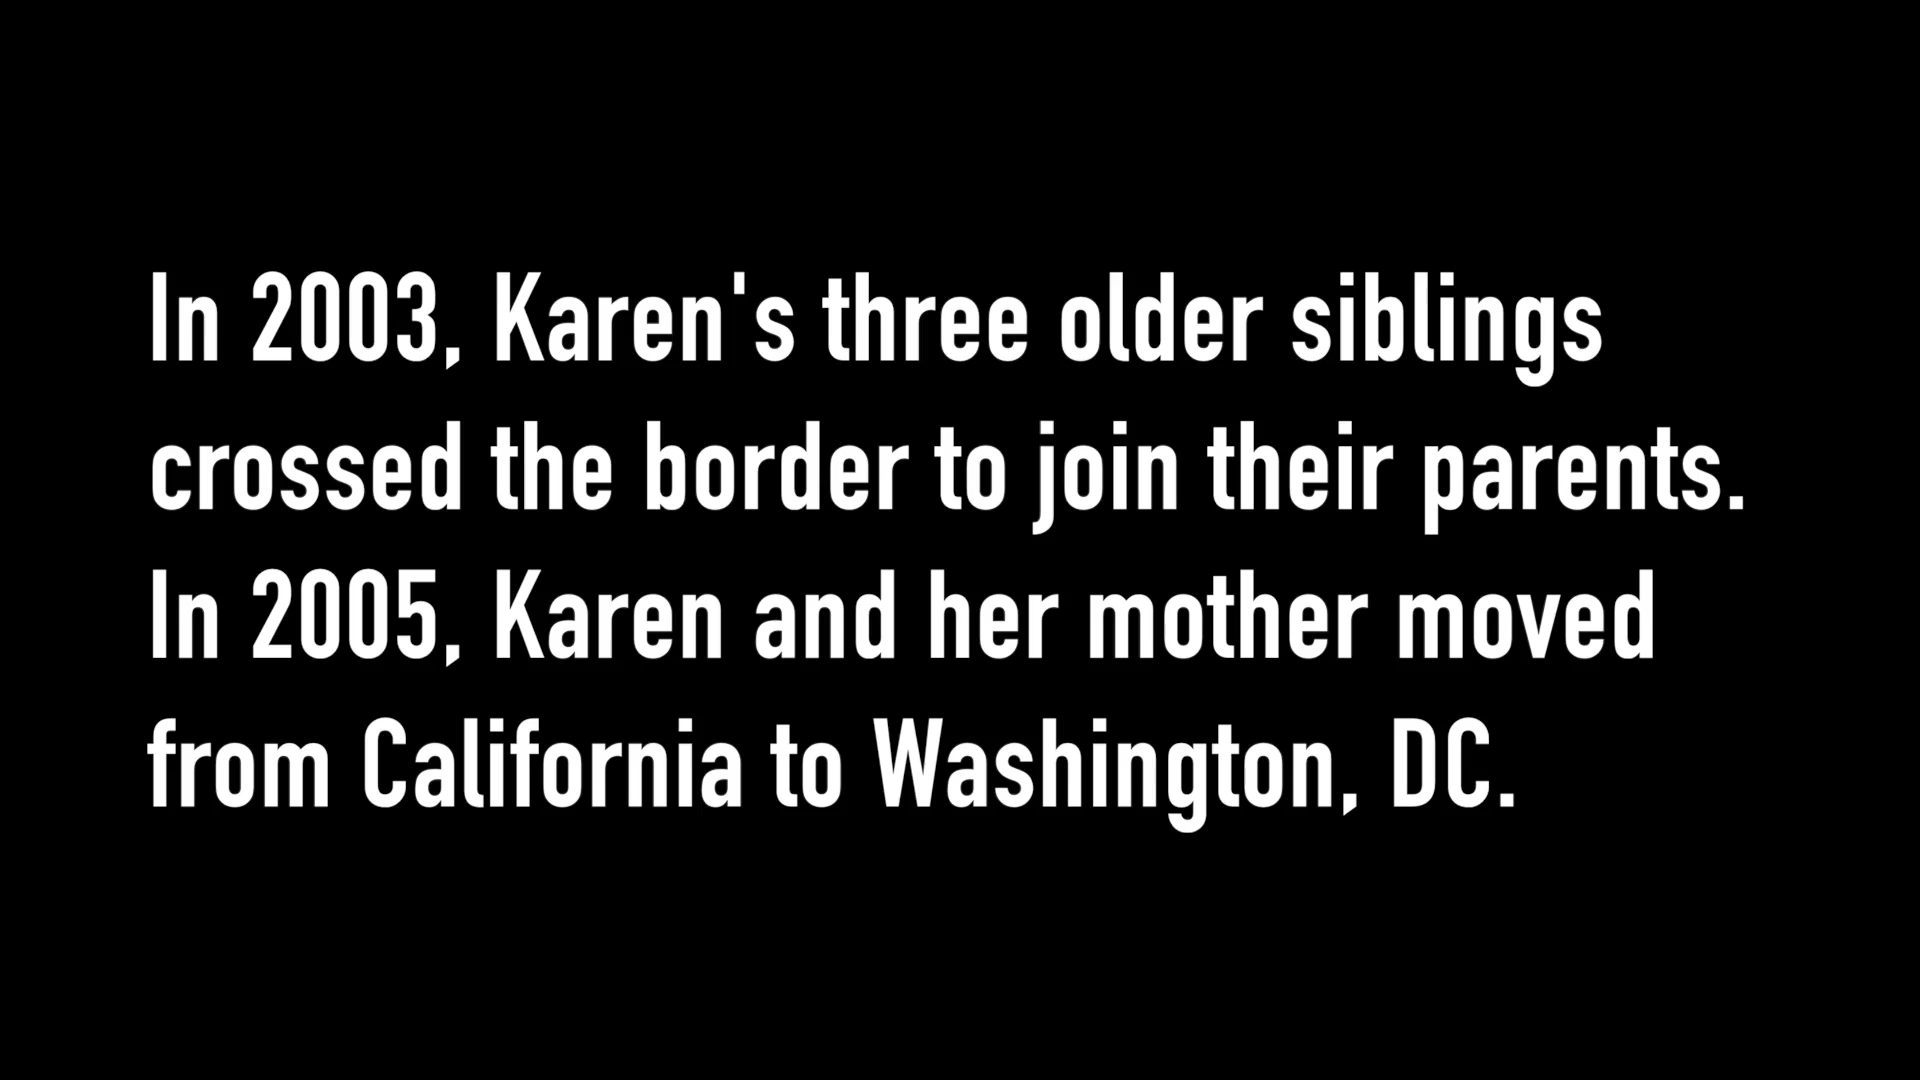 In 2003, Karen's three older siblings
crossed the border to join their parents.
In 2005, Karen and her mother moved
from California to Washington, DC.